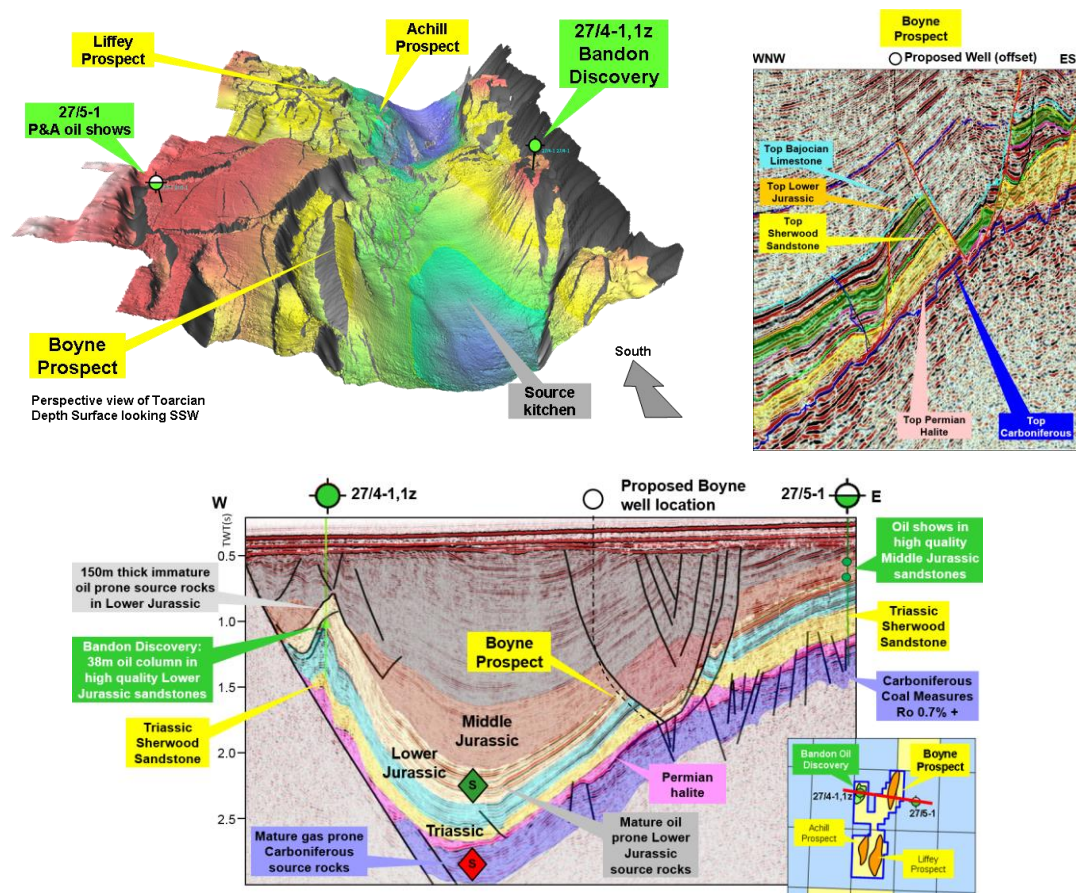 Liffey
Prospect
Achill
Prospect
27/4-1,1z
Bandon
Discovery
27/5-1
P&A oil shows
Boyne
Prospect
Source
kitchen
South
Perspective view of Toarcian
Depth Surface looking SSW
Boyne
Prospect
WNW
Proposed Well (offset)
ES
Top Bajocian
Limestone
Top Lower
Jurassic
Top
Sherwood
Sandstone
Top Permian
Halite
Top
Carboniferous
W
27/4-1,1z
Proposed Boyne
well location
27/5-1
E
TWT(s)
0.5
1.0
1.5
2.0
2.5
150m thick immature
oil prone source rocks
in Lower Jurassic
Bandon Discovery:
38m oil column in
high quality Lower
Jurassic sandstones
Triassic
Sherwood
Sandstone
Mature gas prone
Carboniferous
source rocks
Boyne
Prospect
Middle
Jurassic
Lower
Jurassic
S
Triassic
S
Permian
halite
Mature oil
prone Lower
Jurassic
source rocks
Oil shows in
high quality
Middle Jurassic
sandstones
Triassic
Sherwood
Sandstone
Carboniferous
Coal Measures
Ro 0.7% +
Bandon Oil
Discovery
Boyne
Prospect
27/4-1,1z
27/5-1
Achill
Prospect
Liffey
Prospect